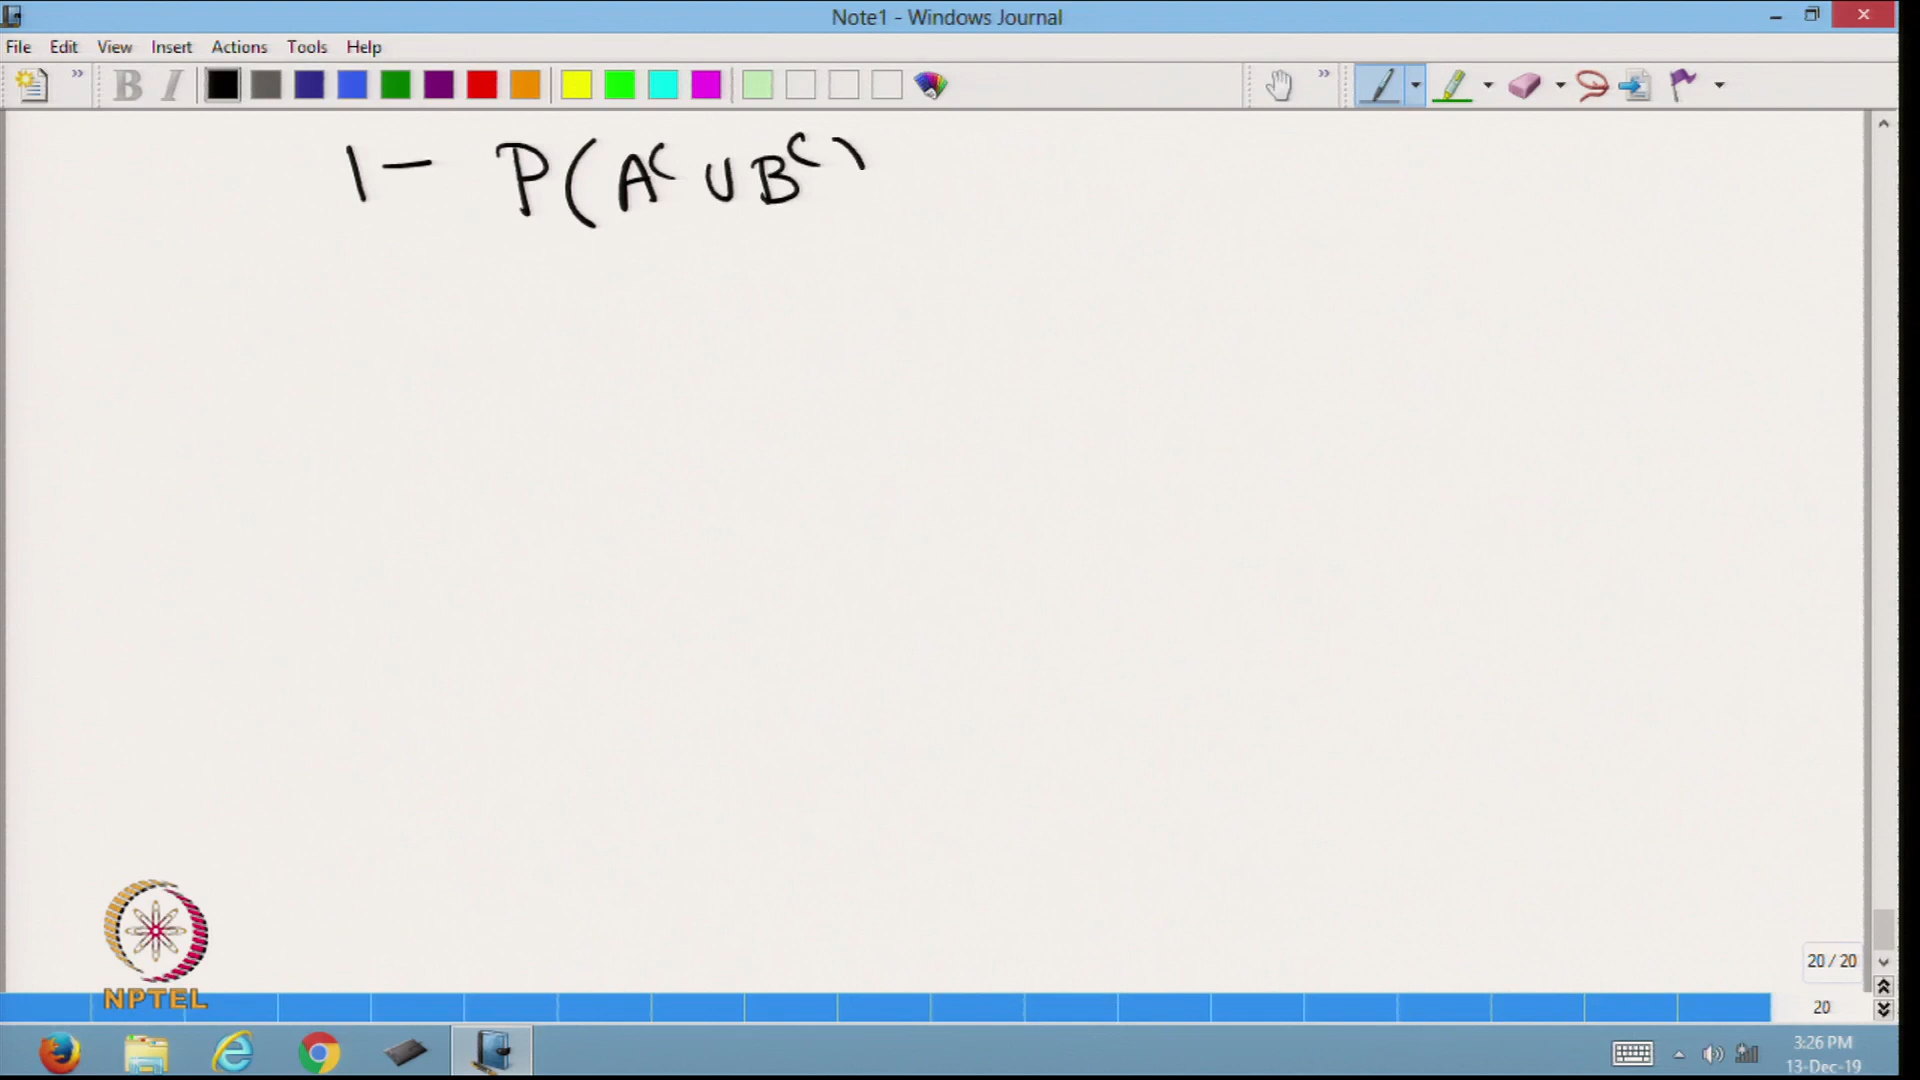 Note1 - Windows Journal
File Edit View Insert Actions Tools Help
B I
1 - P(Aᶜ ∪ Bᶜ)
20 / 20
NPTEL
20
3:26 PM
13-Dec-19